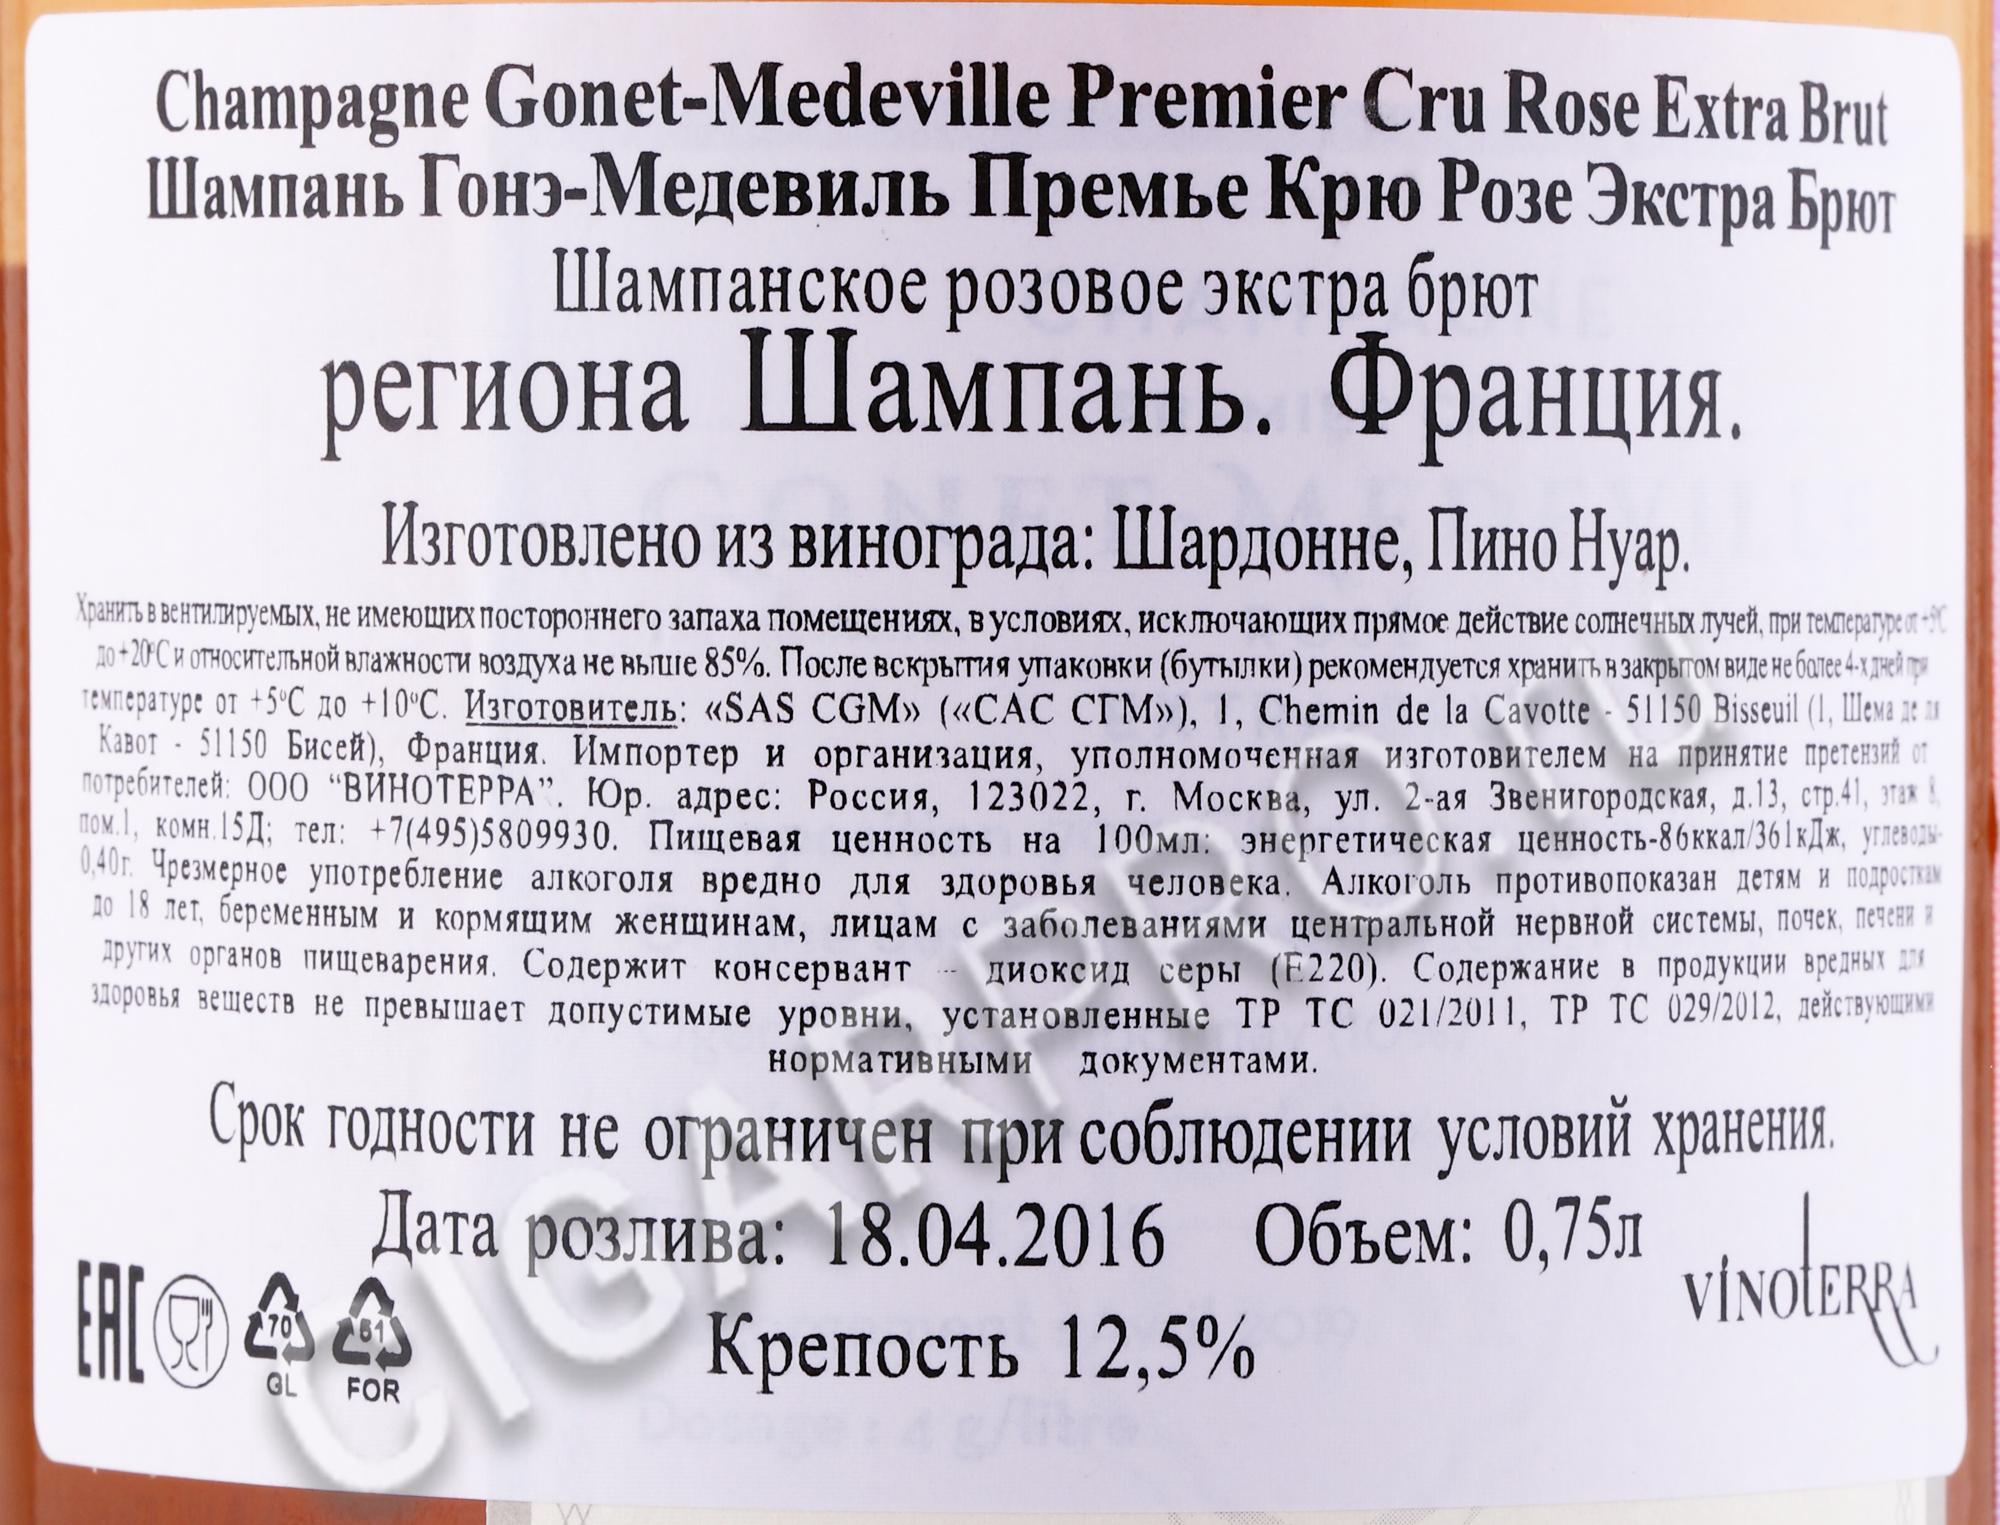 Champagne Gonet-Medeville Premier Cru Rose Extra Brut
Шампань Гонэ-Медевиль Премье Крю Розе Экстра Брют
Шампанское розовое экстра брют
региона Шампань. Франция.
Изготовлено из винограда: Шардонне, Пино Нуар.
Хранить в вентилируемых, не имеющих постороннего запаха помещениях, в условиях, исключающих прямое действие солнечных лучей, при температуре от +5°C
до +20°C и относительной влажности воздуха не выше 85%. После вскрытия упаковки (бутылки) рекомендуется хранить в закрытом виде не более 4-х дней при
температуре от +5°C до +10°C. Изготовитель: «SAS CGM» («САС СГМ»), 1, Chemin de la Cavotte - 51150 Bisseuil (1, Шема де ля
Кавот - 51150 Бисей), Франция. Импортер и организация, уполномоченная изготовителем на принятие претензий от
потребителей: ООО “ВИНОТЕРРА”. Юр. адрес: Россия, 123022, г. Москва, ул. 2-ая Звенигородская, д.13, стр.41, этаж 8,
пом.1, комн.15Д; тел: +7(495)5809930. Пищевая ценность на 100мл: энергетическая ценность-86ккал/361кДж, углеводы-
0,40г. Чрезмерное употребление алкоголя вредно для здоровья человека. Алкоголь противопоказан детям и подросткам
до 18 лет, беременным и кормящим женщинам, лицам с заболеваниями центральной нервной системы, почек, печени и
других органов пищеварения. Содержит консервант - диоксид серы (Е220). Содержание в продукции вредных для
здоровья веществ не превышает допустимые уровни, установленные ТР ТС 021/2011, ТР ТС 029/2012, действующими
нормативными документами.
Срок годности не ограничен при соблюдении условий хранения.
Дата розлива: 18.04.2016 Объем: 0,75л
Крепость 12,5%
EAC
70
GL
51
FOR
VINOTERRA
CIGARPRO.ru
Dosage : 4 g/litre